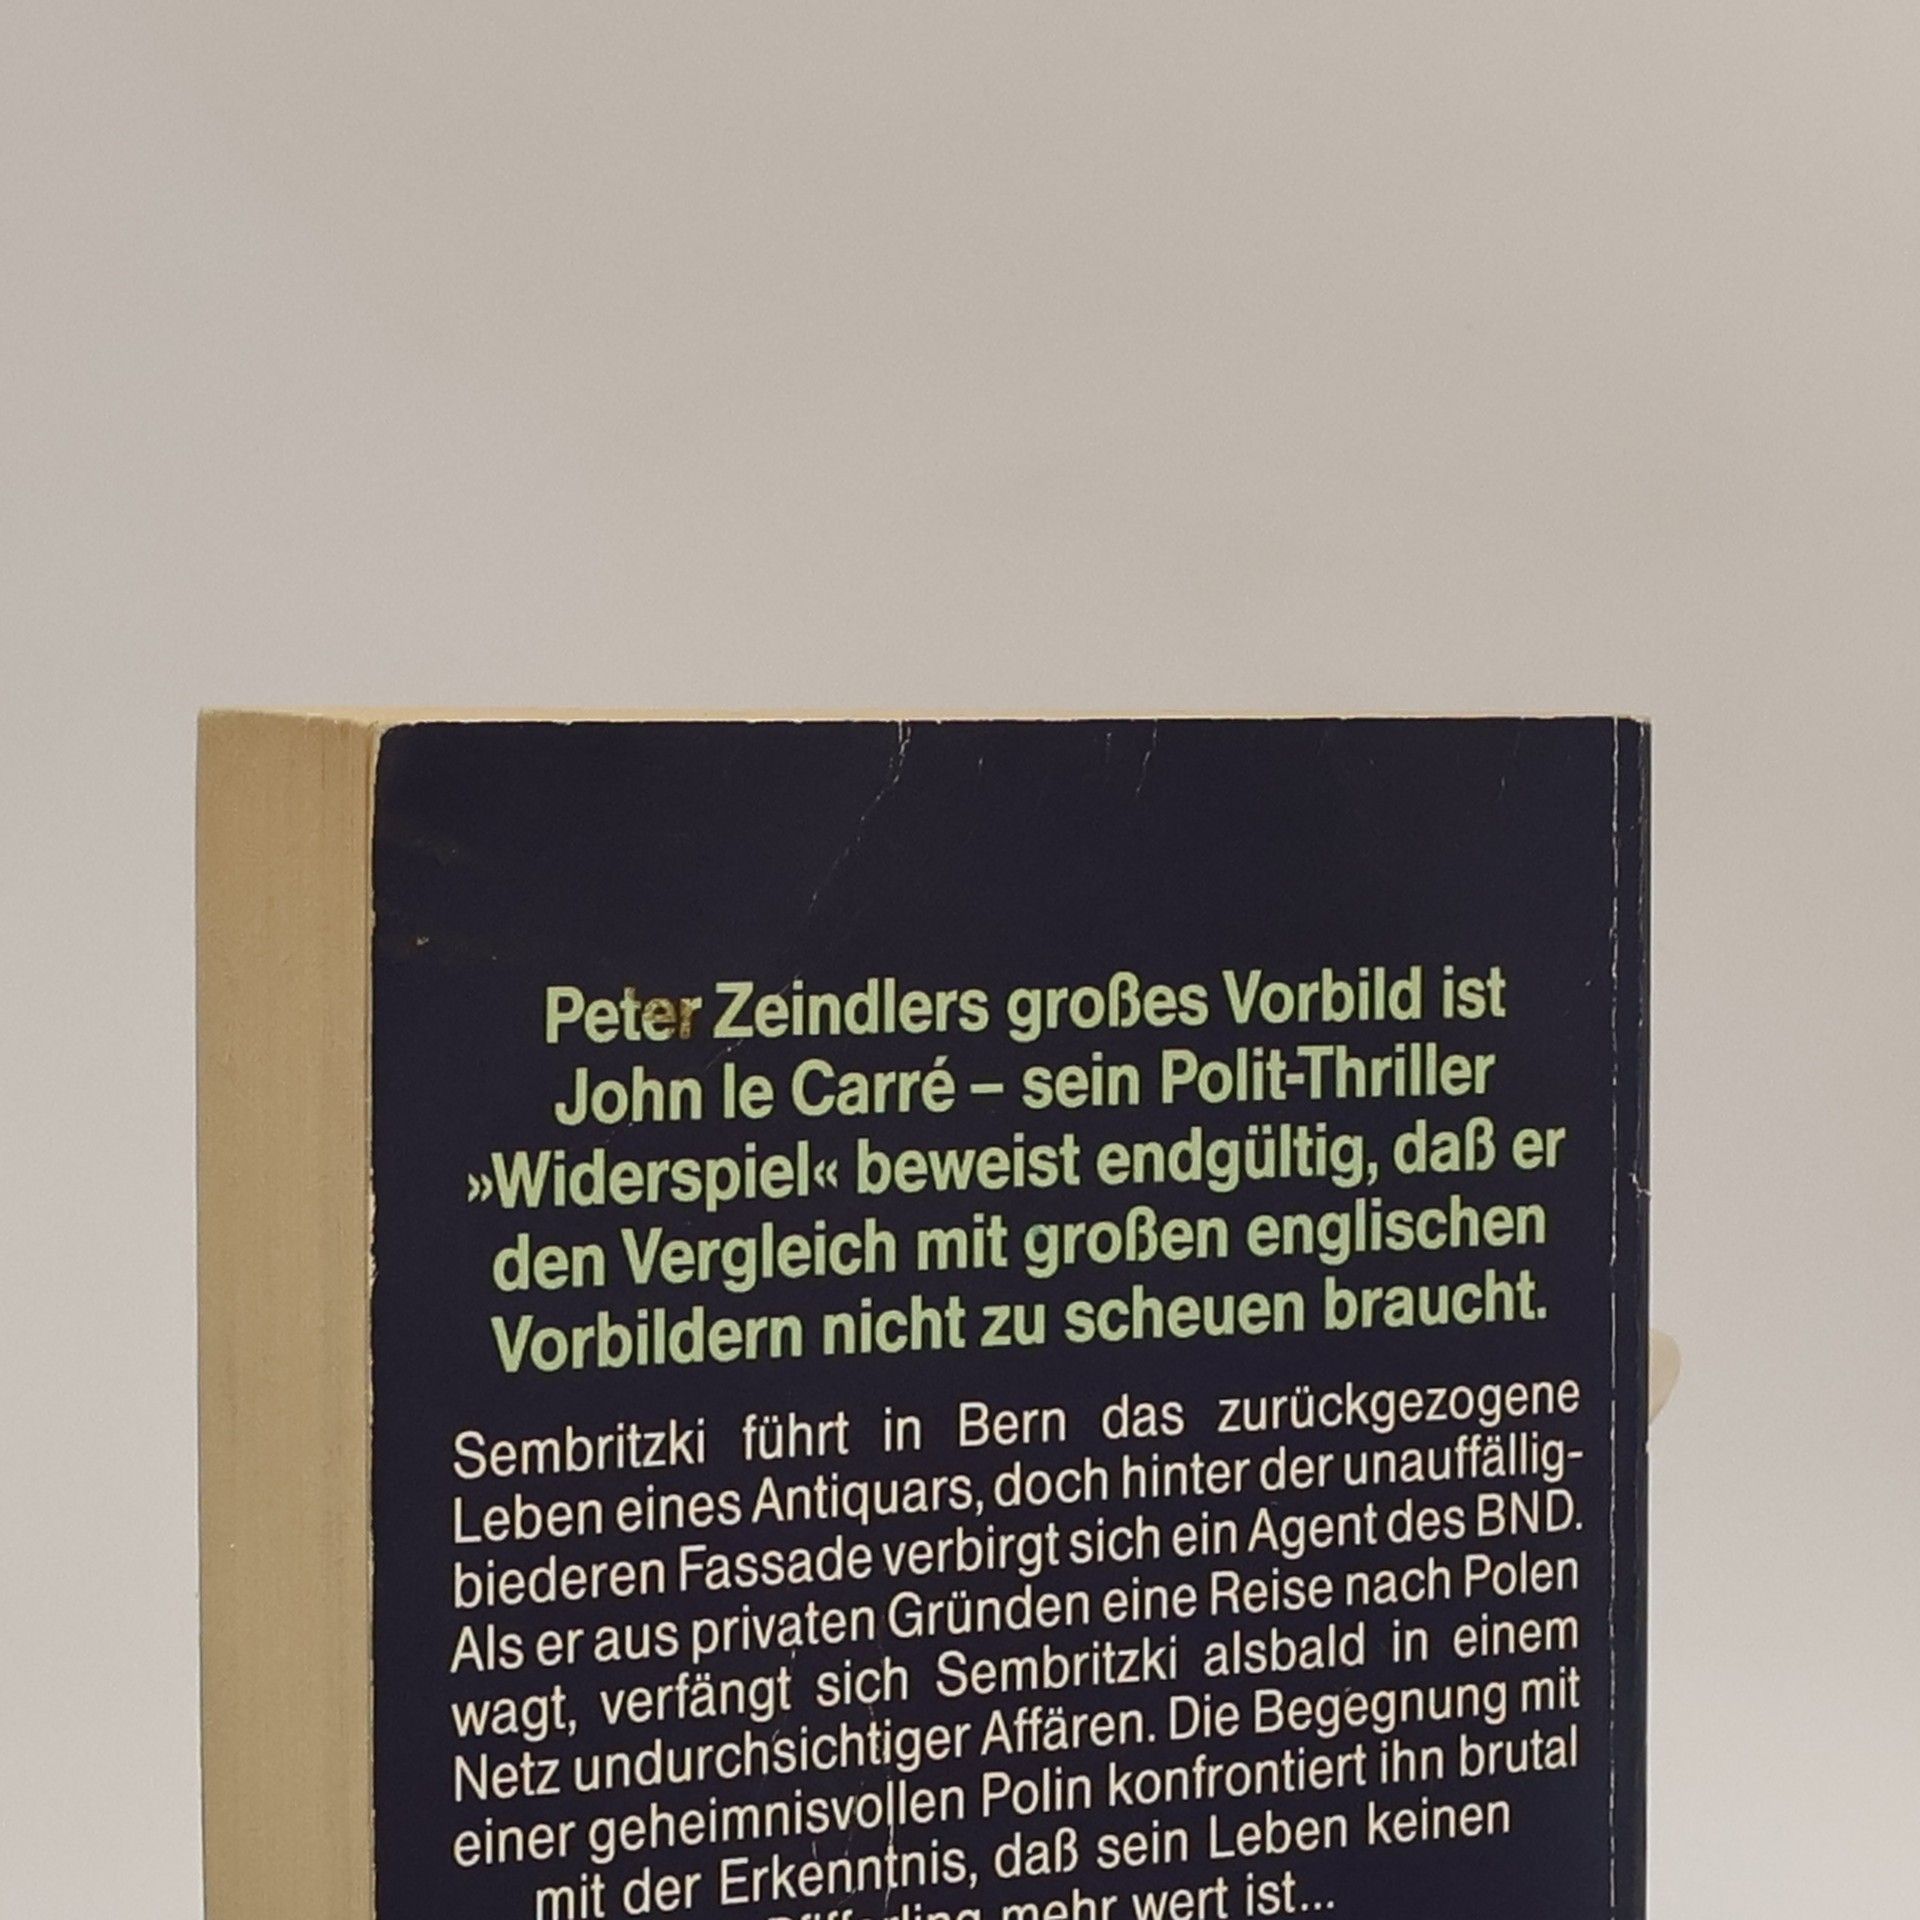 Peter Zeindlers großes Vorbild ist
John le Carré – sein Polit-Thriller
»Widerspiel« beweist endgültig, daß er
den Vergleich mit großen englischen
Vorbildern nicht zu scheuen braucht.
Sembritzki führt in Bern das zurückgezogene
Leben eines Antiquars, doch hinter der unauffällig-
biederen Fassade verbirgt sich ein Agent des BND.
Als er aus privaten Gründen eine Reise nach Polen
wagt, verfängt sich Sembritzki alsbald in einem
Netz undurchsichtiger Affären. Die Begegnung mit
einer geheimnisvollen Polin konfrontiert ihn brutal
mit der Erkenntnis, daß sein Leben keinen
Pfifferling mehr wert ist...